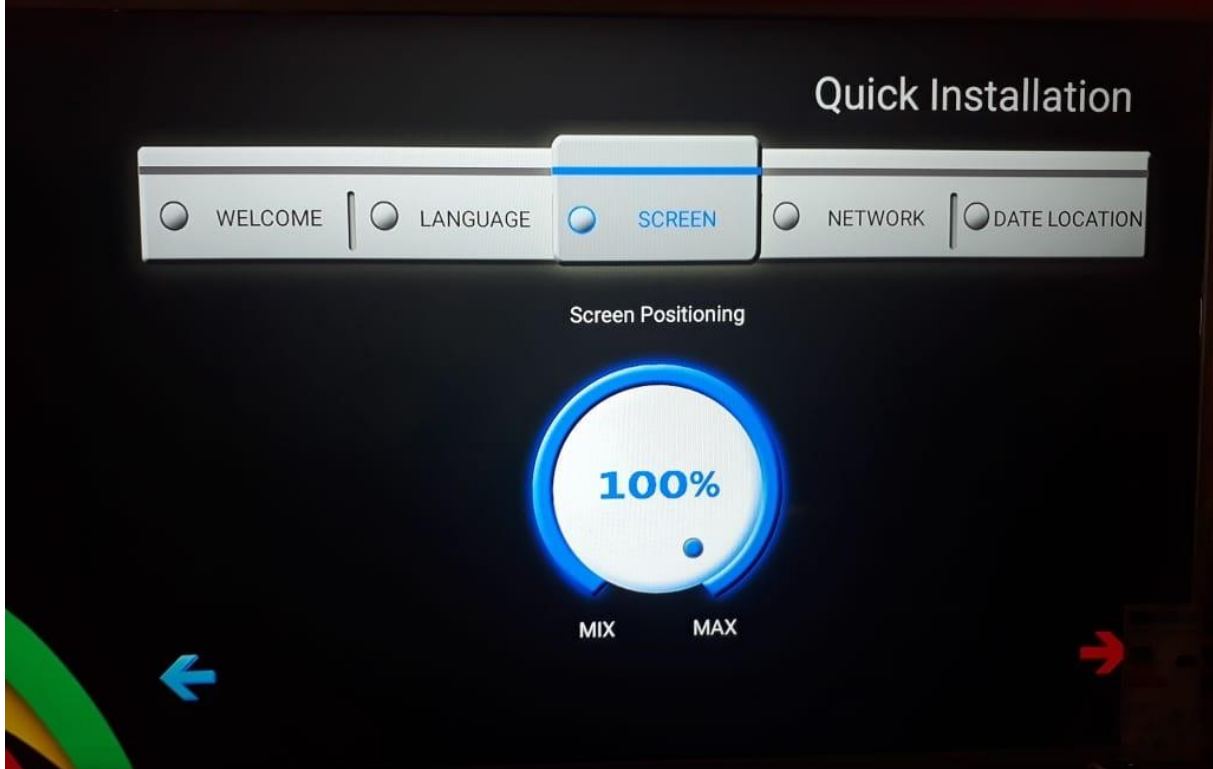 Quick Installation
WELCOME LANGUAGE SCREEN NETWORK DATE LOCATION
Screen Positioning
100%
MIX MAX